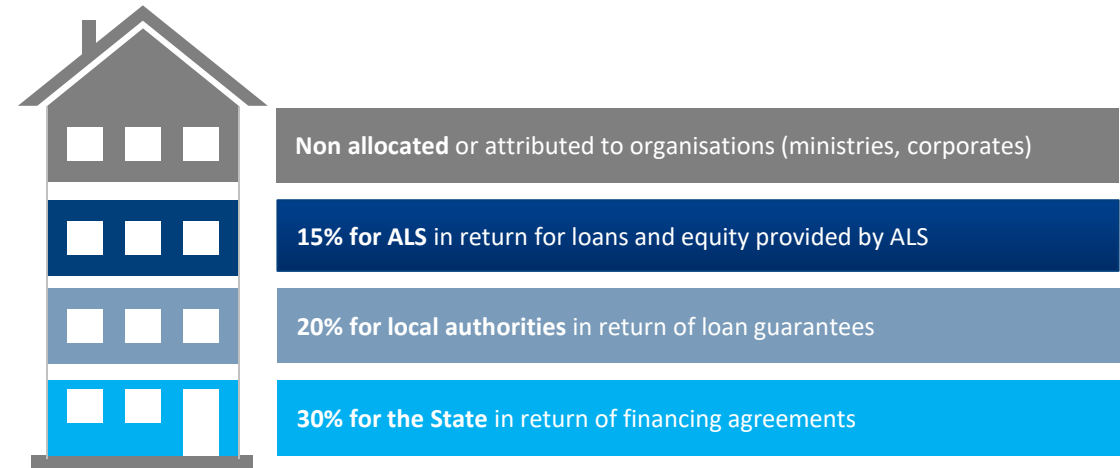 Non allocated or attributed to organisations (ministries, corporates)
15% for ALS in return for loans and equity provided by ALS
20% for local authorities in return of loan guarantees
30% for the State in return of financing agreements